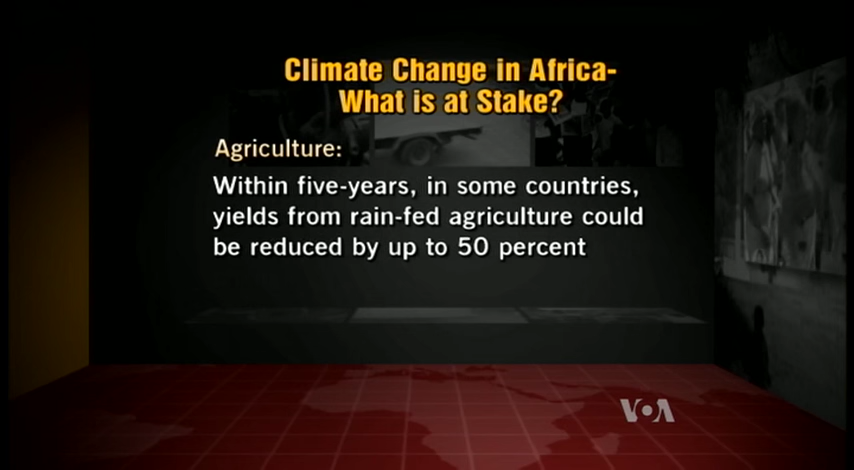 Climate Change in Africa-
What is at Stake?
Agriculture:
Within five-years, in some countries,
yields from rain-fed agriculture could
be reduced by up to 50 percent
VOA